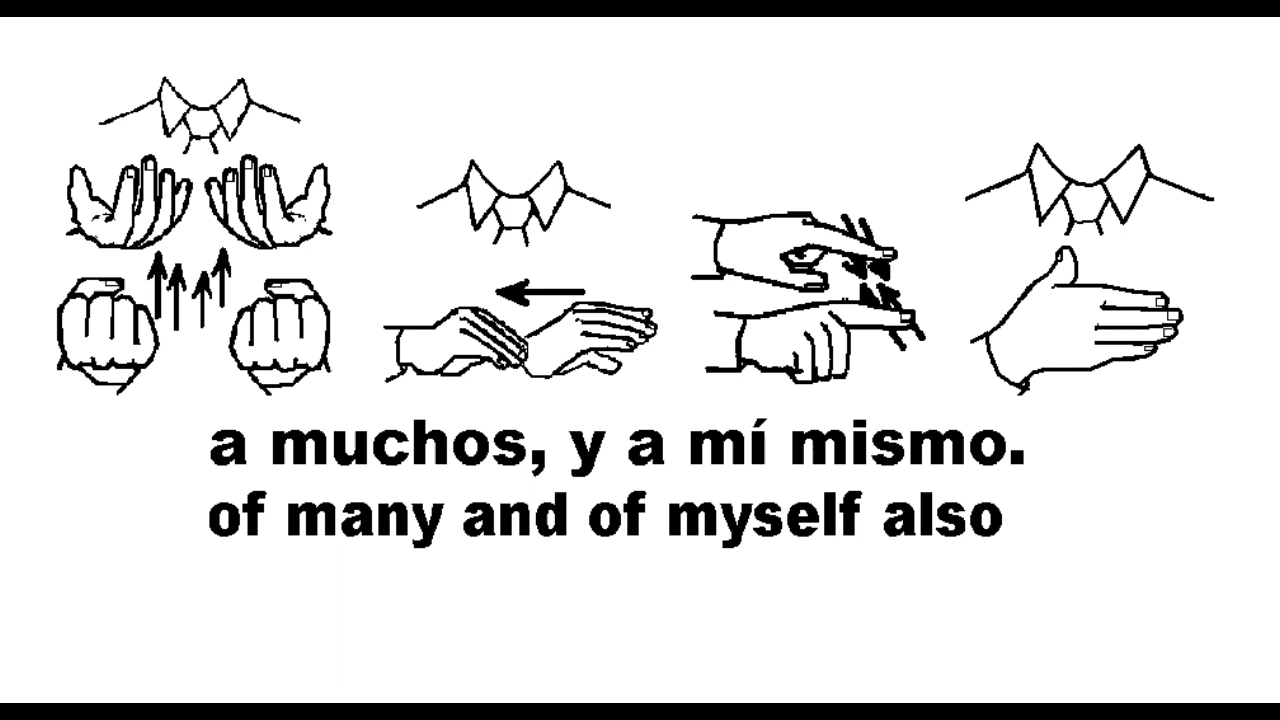 a muchos, y a mí mismo.
of many and of myself also